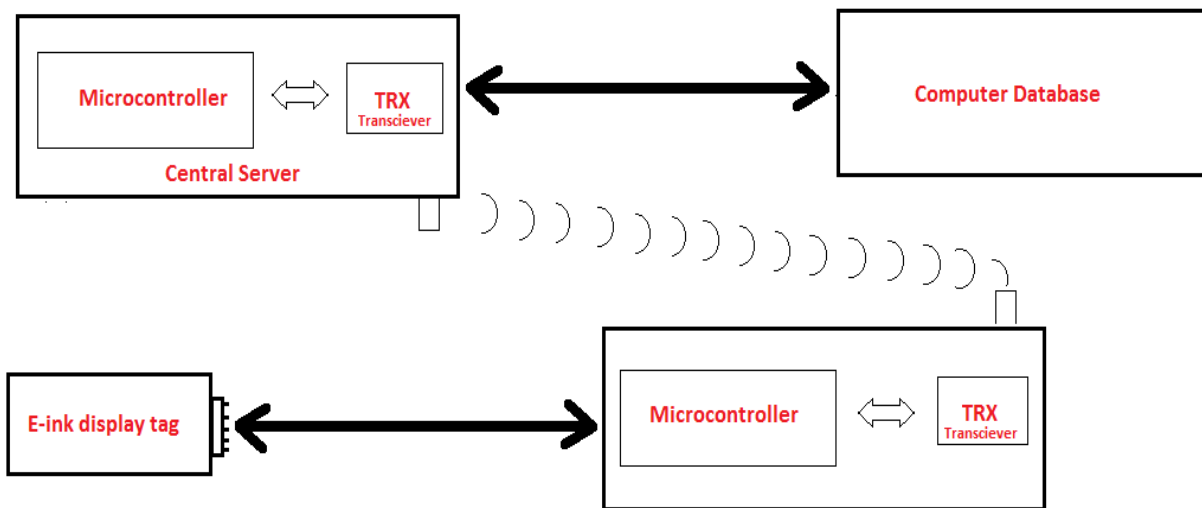 Microcontroller
TRX
Transciever
Central Server
Computer Database
E-ink display tag
Microcontroller
TRX
Transciever